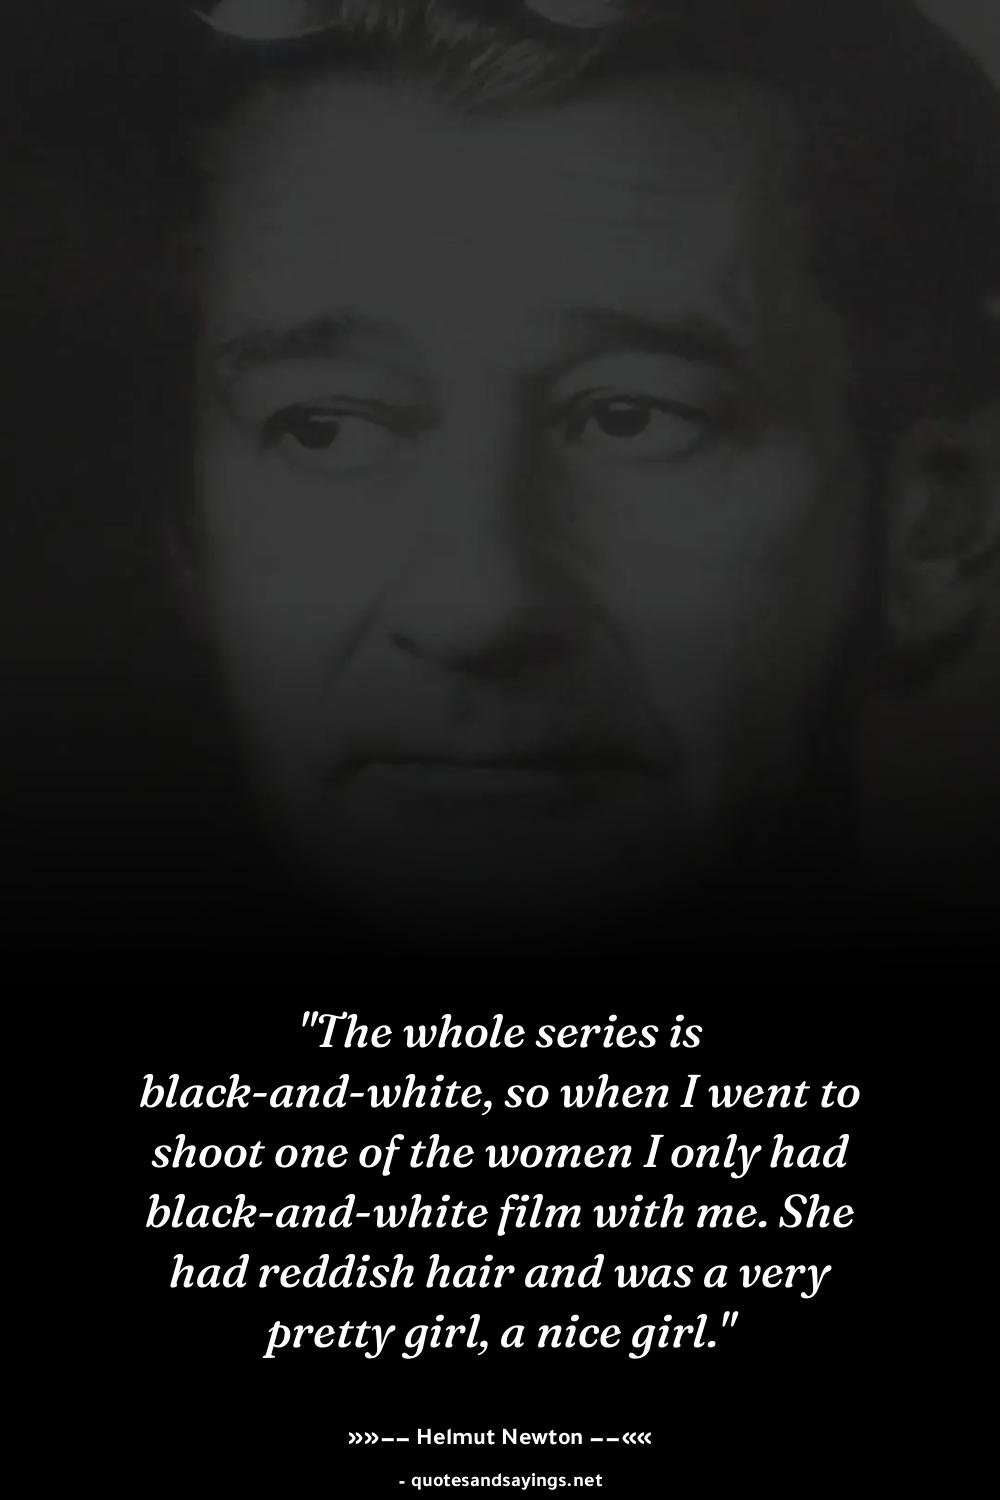 "The whole series is
black-and-white, so when I went to
shoot one of the women I only had
black-and-white film with me. She
had reddish hair and was a very
pretty girl, a nice girl."
»»−− Helmut Newton −−««
- quotesandsayings.net